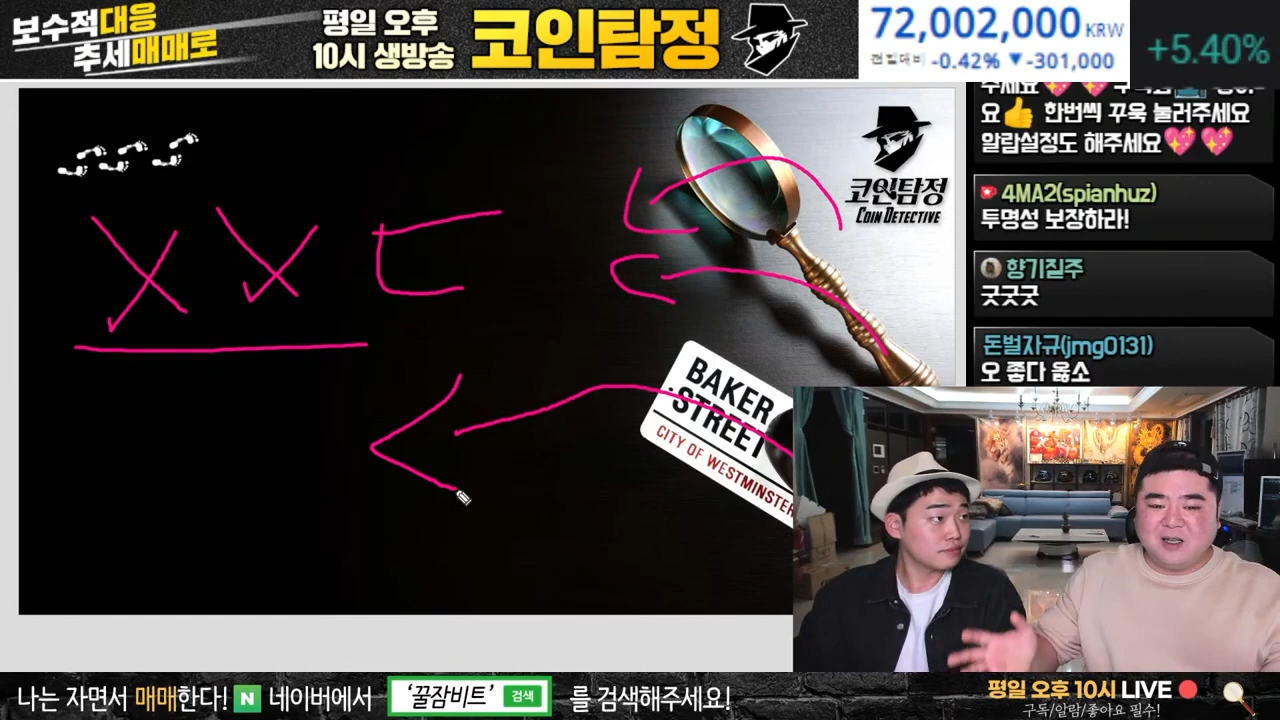 보수적대응
추세매매로
평일 오후
10시 생방송
코인탐정
72,002,000 KRW
전일대비 -0.42% ▼ -301,000
+5.40%
요👍 한번씩 꾸욱 눌러주세요
알람설정도 해주세요💖💖
4MA2(spianhuz)
투명성 보장하라!
향기질주
굿굿굿
돈벌자규(jmg0131)
오 좋다 옳소
코인탐정
COIN DETECTIVE
X X ㄷ
BAKER
STREET
CITY OF WESTMINSTER
나는 자면서 매매한다! N 네이버에서 '꿀잠비트' 검색 를 검색해주세요!
평일 오후 10시 LIVE
구독/알람/좋아요 필수!